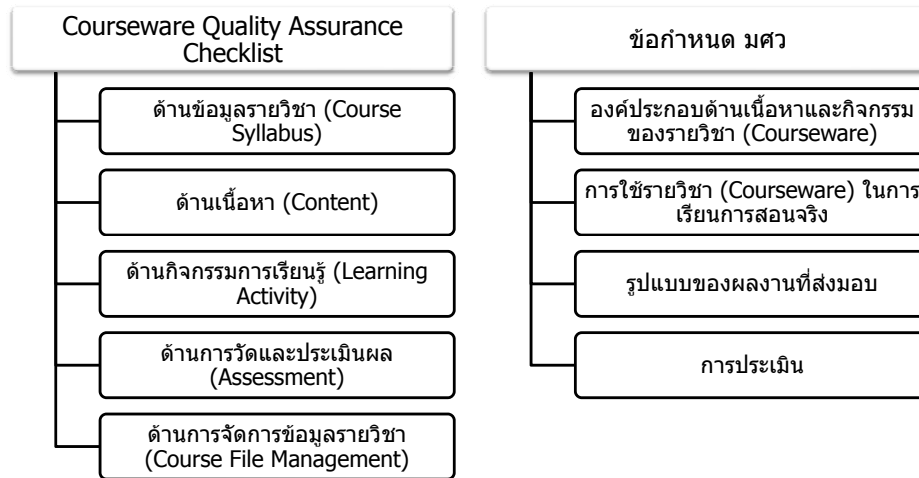 Courseware Quality Assurance
Checklist
ด้านข้อมูลรายวิชา (Course
Syllabus)
ด้านเนื้อหา (Content)
ด้านกิจกรรมการเรียนรู้ (Learning
Activity)
ด้านการวัดและประเมินผล
(Assessment)
ด้านการจัดการข้อมูลรายวิชา
(Course File Management)
ข้อกำหนด มศว
องค์ประกอบด้านเนื้อหาและกิจกรรม
ของรายวิชา (Courseware)
การใช้รายวิชา (Courseware) ในการ
เรียนการสอนจริง
รูปแบบของผลงานที่ส่งมอบ
การประเมิน